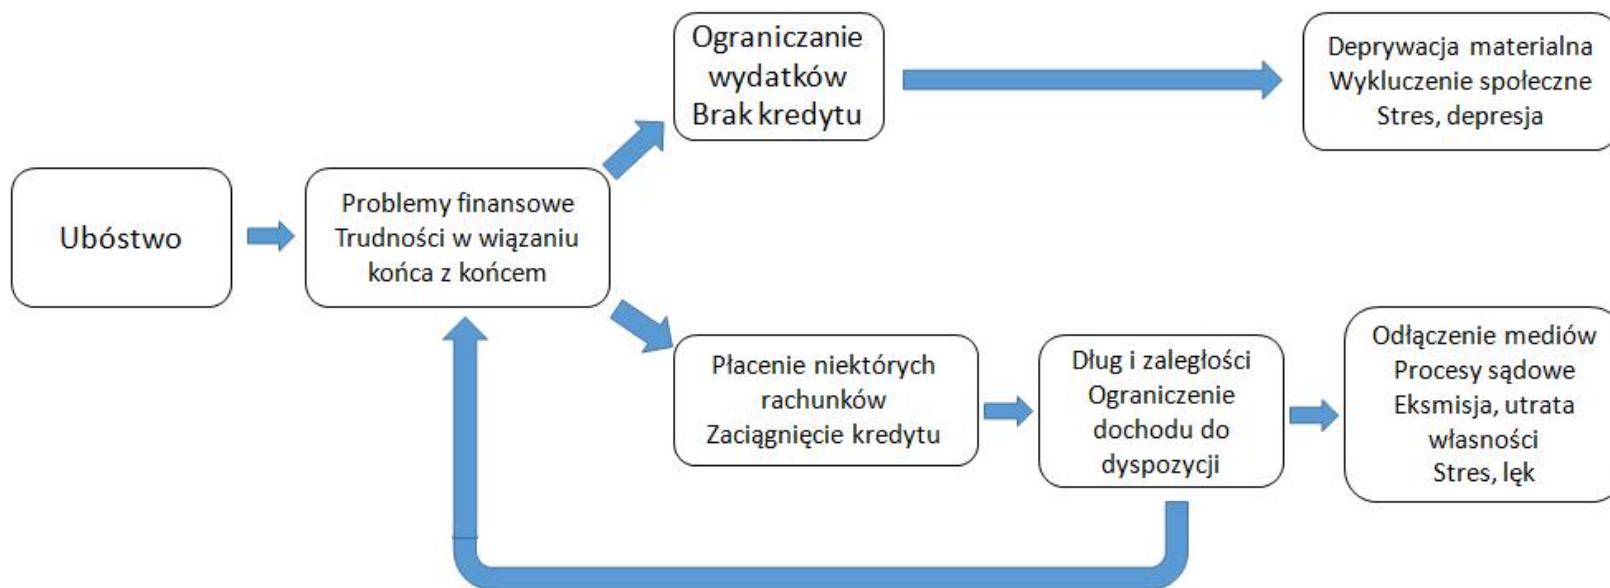 Ubóstwo
Problemy finansowe
Trudności w wiązaniu
końca z końcem
Ograniczanie
wydatków
Brak kredytu
Deprywacja materialna
Wykluczenie społeczne
Stres, depresja
Płacenie niektórych
rachunków
Zaciągnięcie kredytu
Dług i zaległości
Ograniczenie
dochodu do
dyspozycji
Odłączenie mediów
Procesy sądowe
Eksmisja, utrata
własności
Stres, lęk